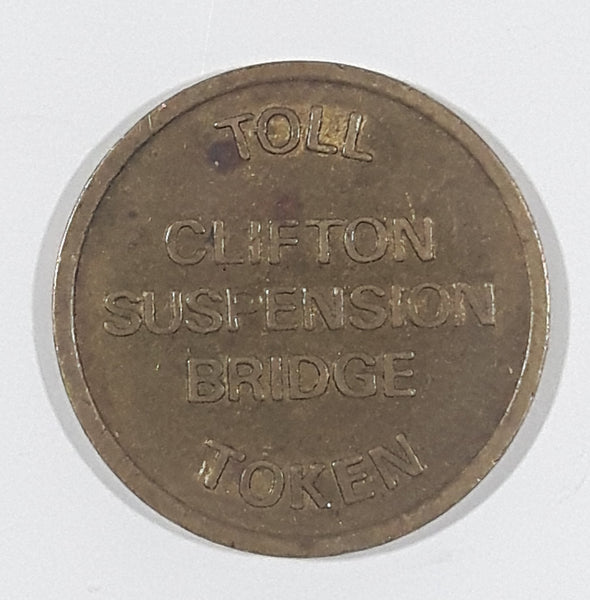 TOLL
CLIFTON
SUSPENSION
BRIDGE
TOKEN